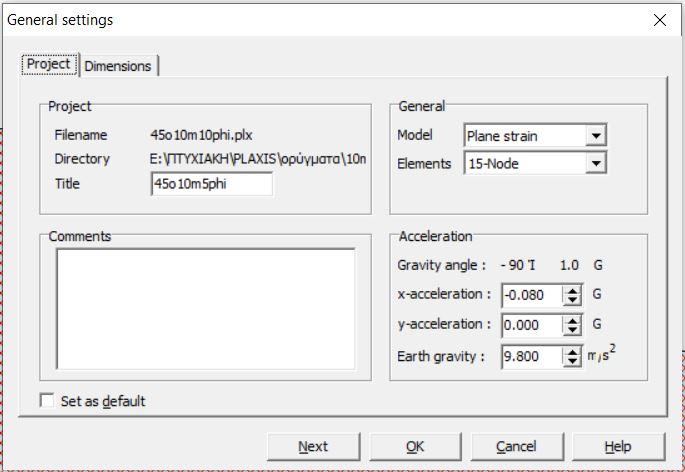 General settings
Project
Dimensions
Project
Filename 45o10m10phi.plx
Directory E:\ΠΤΥΧΙΑΚΗ\PLAXIS\ορύγματα\10m
Title 45o10m5phi
General
Model Plane strain
Elements 15-Node
Comments
Acceleration
Gravity angle : - 90 Ί 1.0 G
x-acceleration : -0.080 G
y-acceleration : 0.000 G
Earth gravity : 9.800 m/s²
Set as default
Next
OK
Cancel
Help